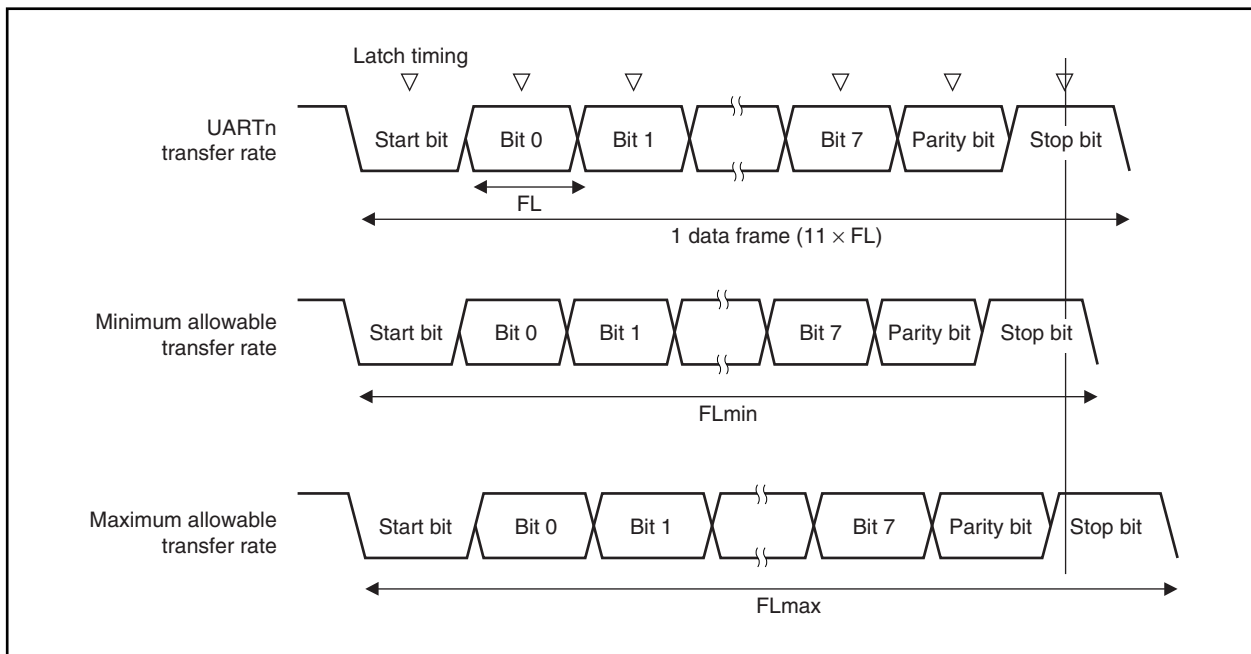 Latch timing
UARTn
transfer rate
Start bit Bit 0 Bit 1 Bit 7 Parity bit Stop bit
FL
1 data frame (11 × FL)
Minimum allowable
transfer rate
Start bit Bit 0 Bit 1 Bit 7 Parity bit Stop bit
FLmin
Maximum allowable
transfer rate
Start bit Bit 0 Bit 1 Bit 7 Parity bit Stop bit
FLmax